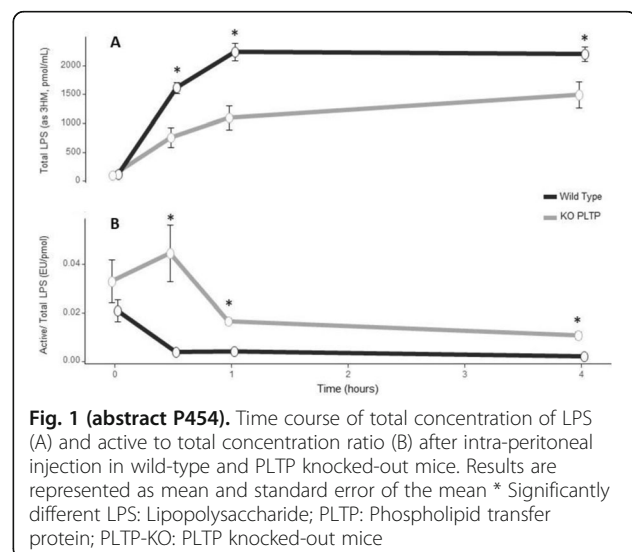 A
*
*
*
Total LPS (as 3HM, pmol/mL)
2000
1500
1000
500
0
Wild Type
KO PLTP
B
*
*
*
Active/ Total LPS (EU/pmol)
0.04
0.02
0.00
0
1
2
3
4
Time (hours)
Fig. 1 (abstract P454). Time course of total concentration of LPS
(A) and active to total concentration ratio (B) after intra-peritoneal
injection in wild-type and PLTP knocked-out mice. Results are
represented as mean and standard error of the mean * Significantly
different LPS: Lipopolysaccharide; PLTP: Phospholipid transfer
protein; PLTP-KO: PLTP knocked-out mice